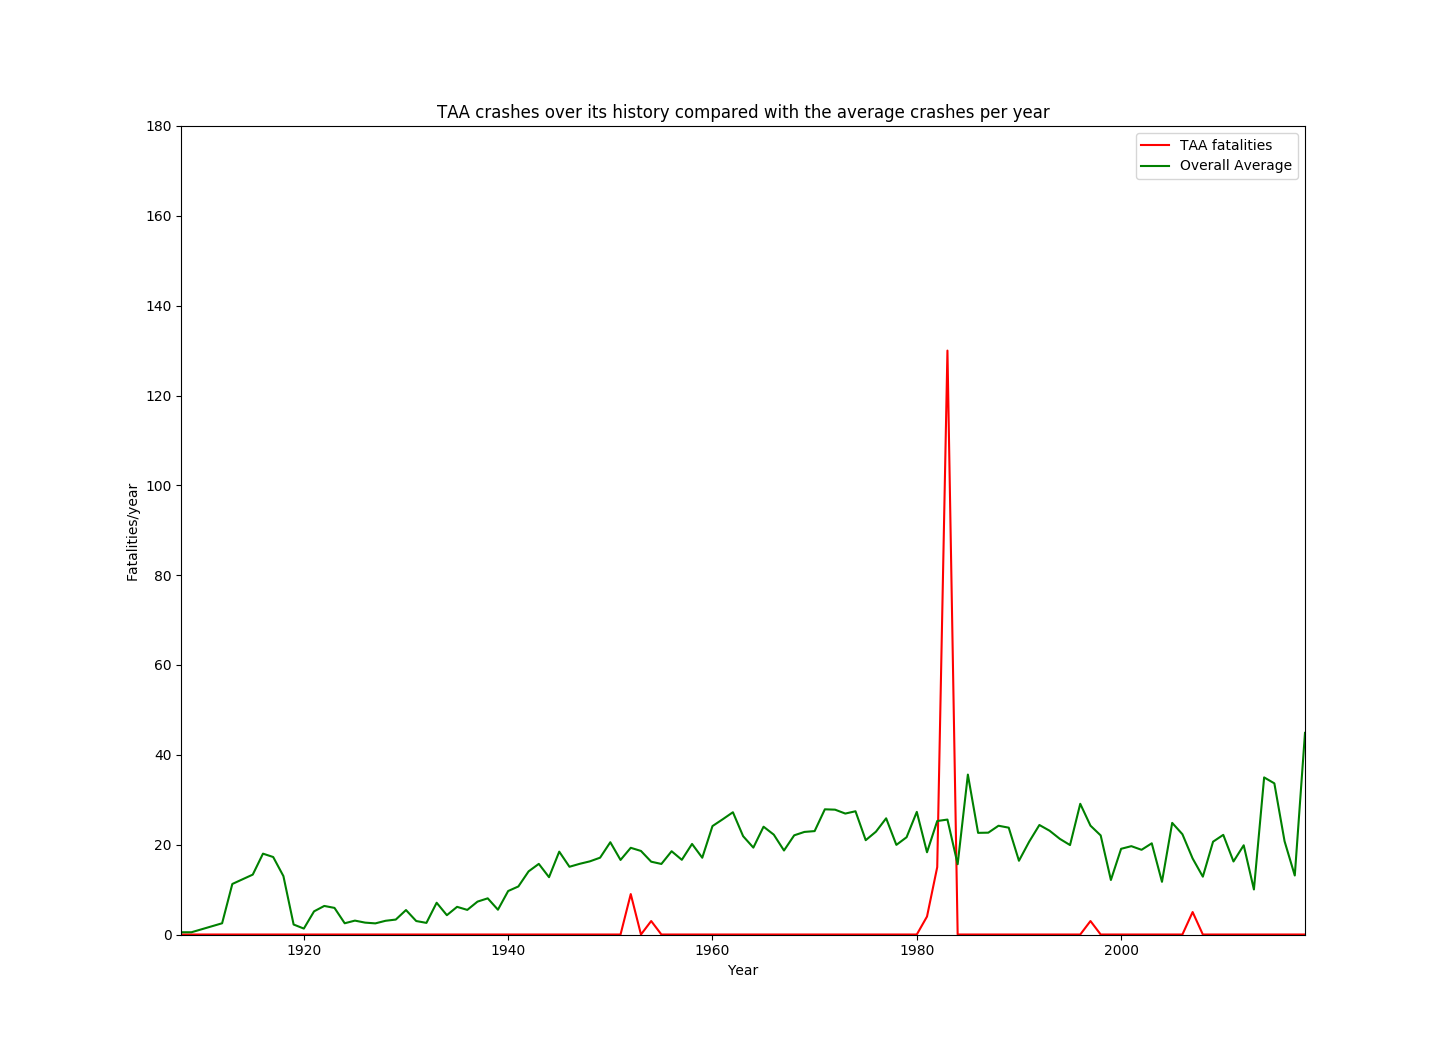 TAA crashes over its history compared with the average crashes per year
180
160
140
120
100
80
60
40
20
0
Fatalities/year
TAA fatalities
Overall Average
1920 1940 1960 1980 2000
Year